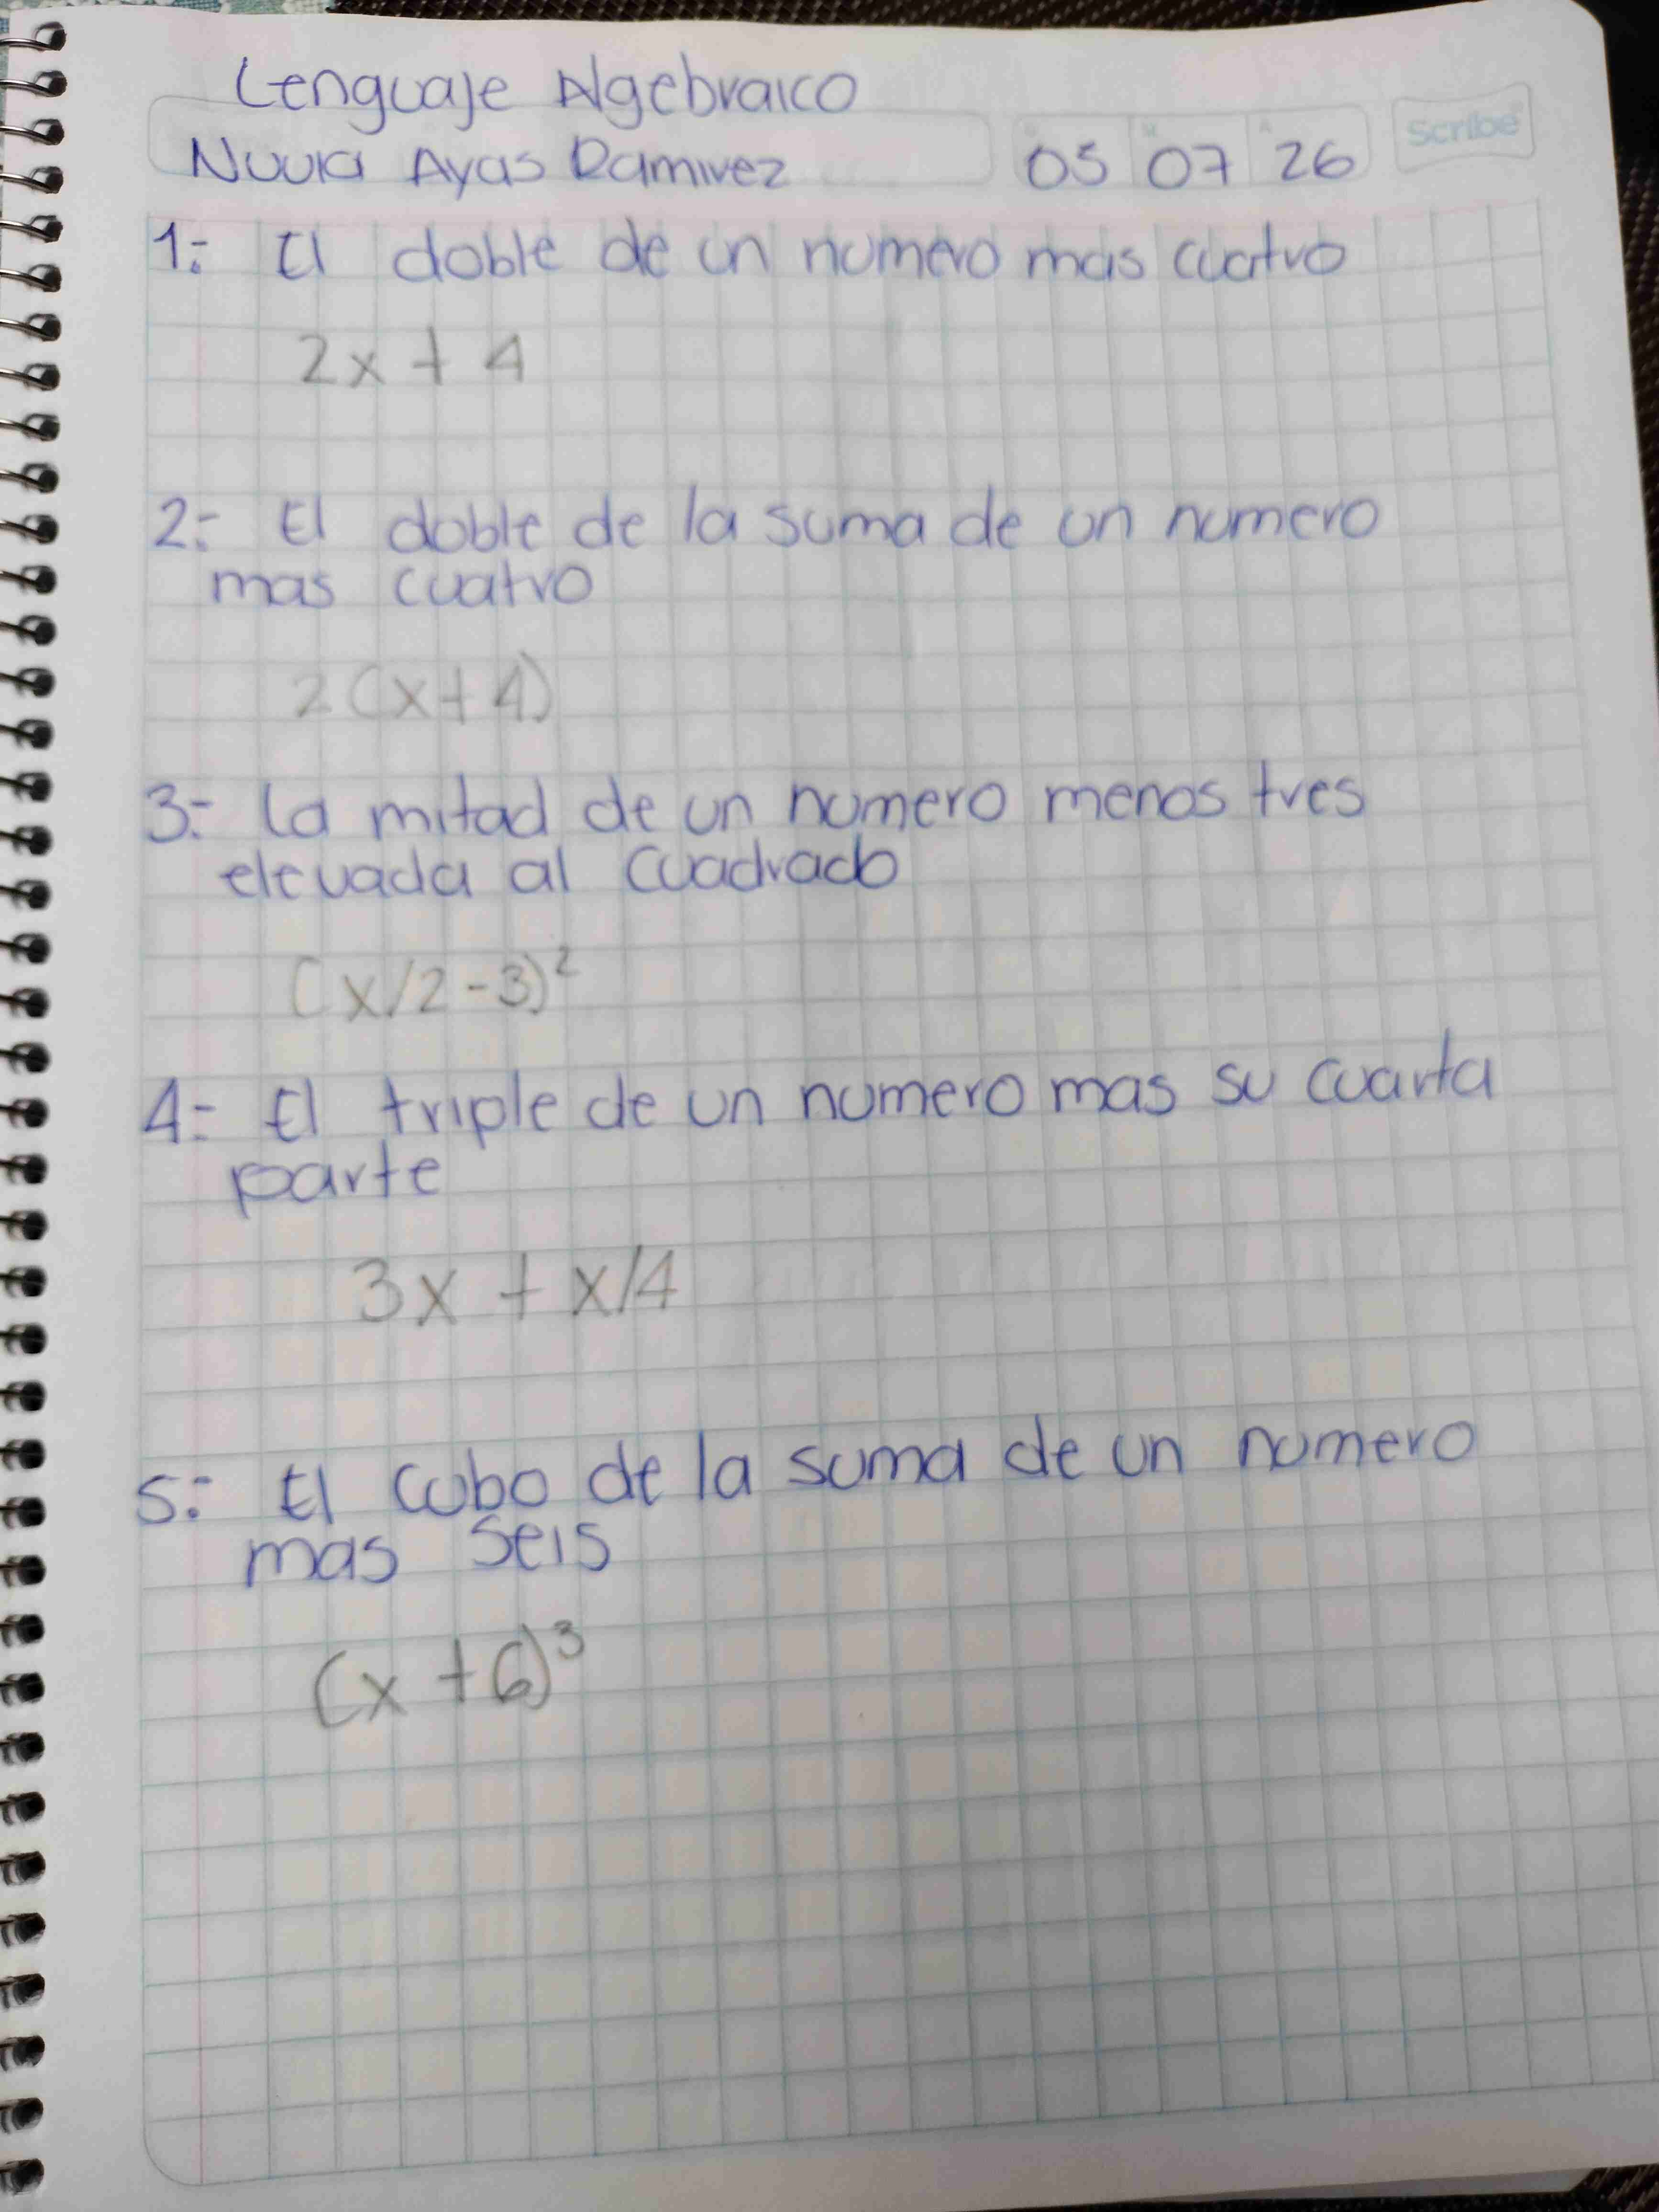 Lenguaje Algebraico
Scribe
Nuvia Ayas Ramirez 05 07 26
1:- El doble de un numero mas cuatro
2x + 4
2:- El doble de la suma de un numero
mas cuatro
2(x+4)
3:- la mitad de un numero menos tres
elevada al cuadrado
(x/2-3)²
4:- El triple de un numero mas su cuarta
parte
3x + x/4
5:- El cubo de la suma de un numero
mas seis
(x+6)³